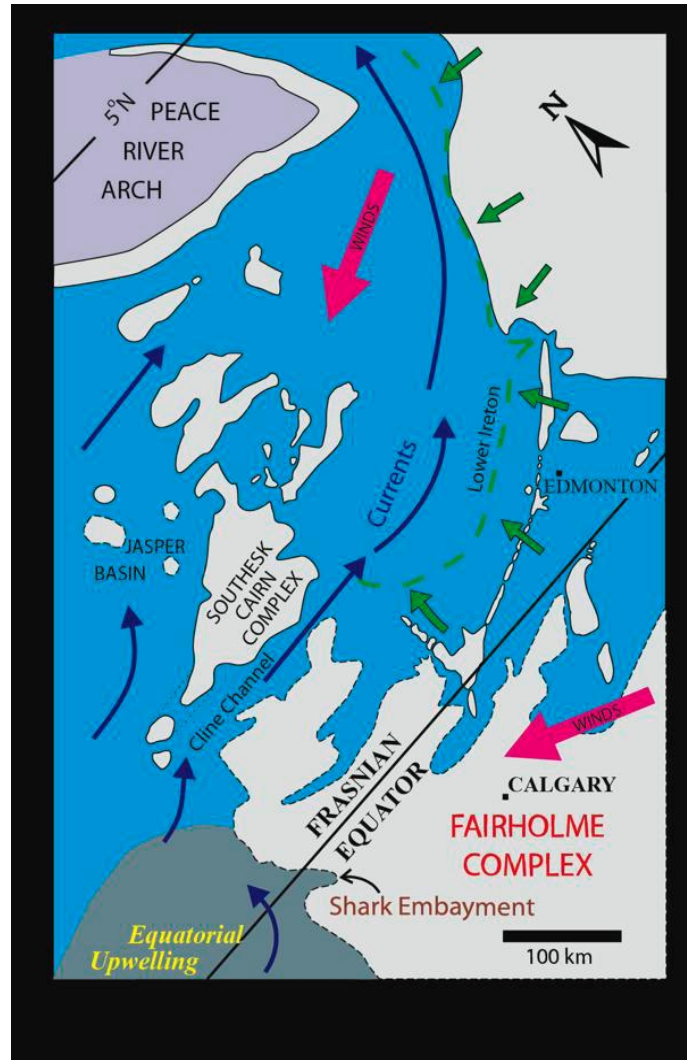 5°N
PEACE
RIVER
ARCH
N
WINDS
Currents
Lower Ireton
EDMONTON
JASPER
BASIN
SOUTHESK
CAIRN
COMPLEX
Cline Channel
WINDS
FRASNIAN
EQUATOR
CALGARY
FAIRHOLME
COMPLEX
Shark Embayment
Equatorial
Upwelling
100 km